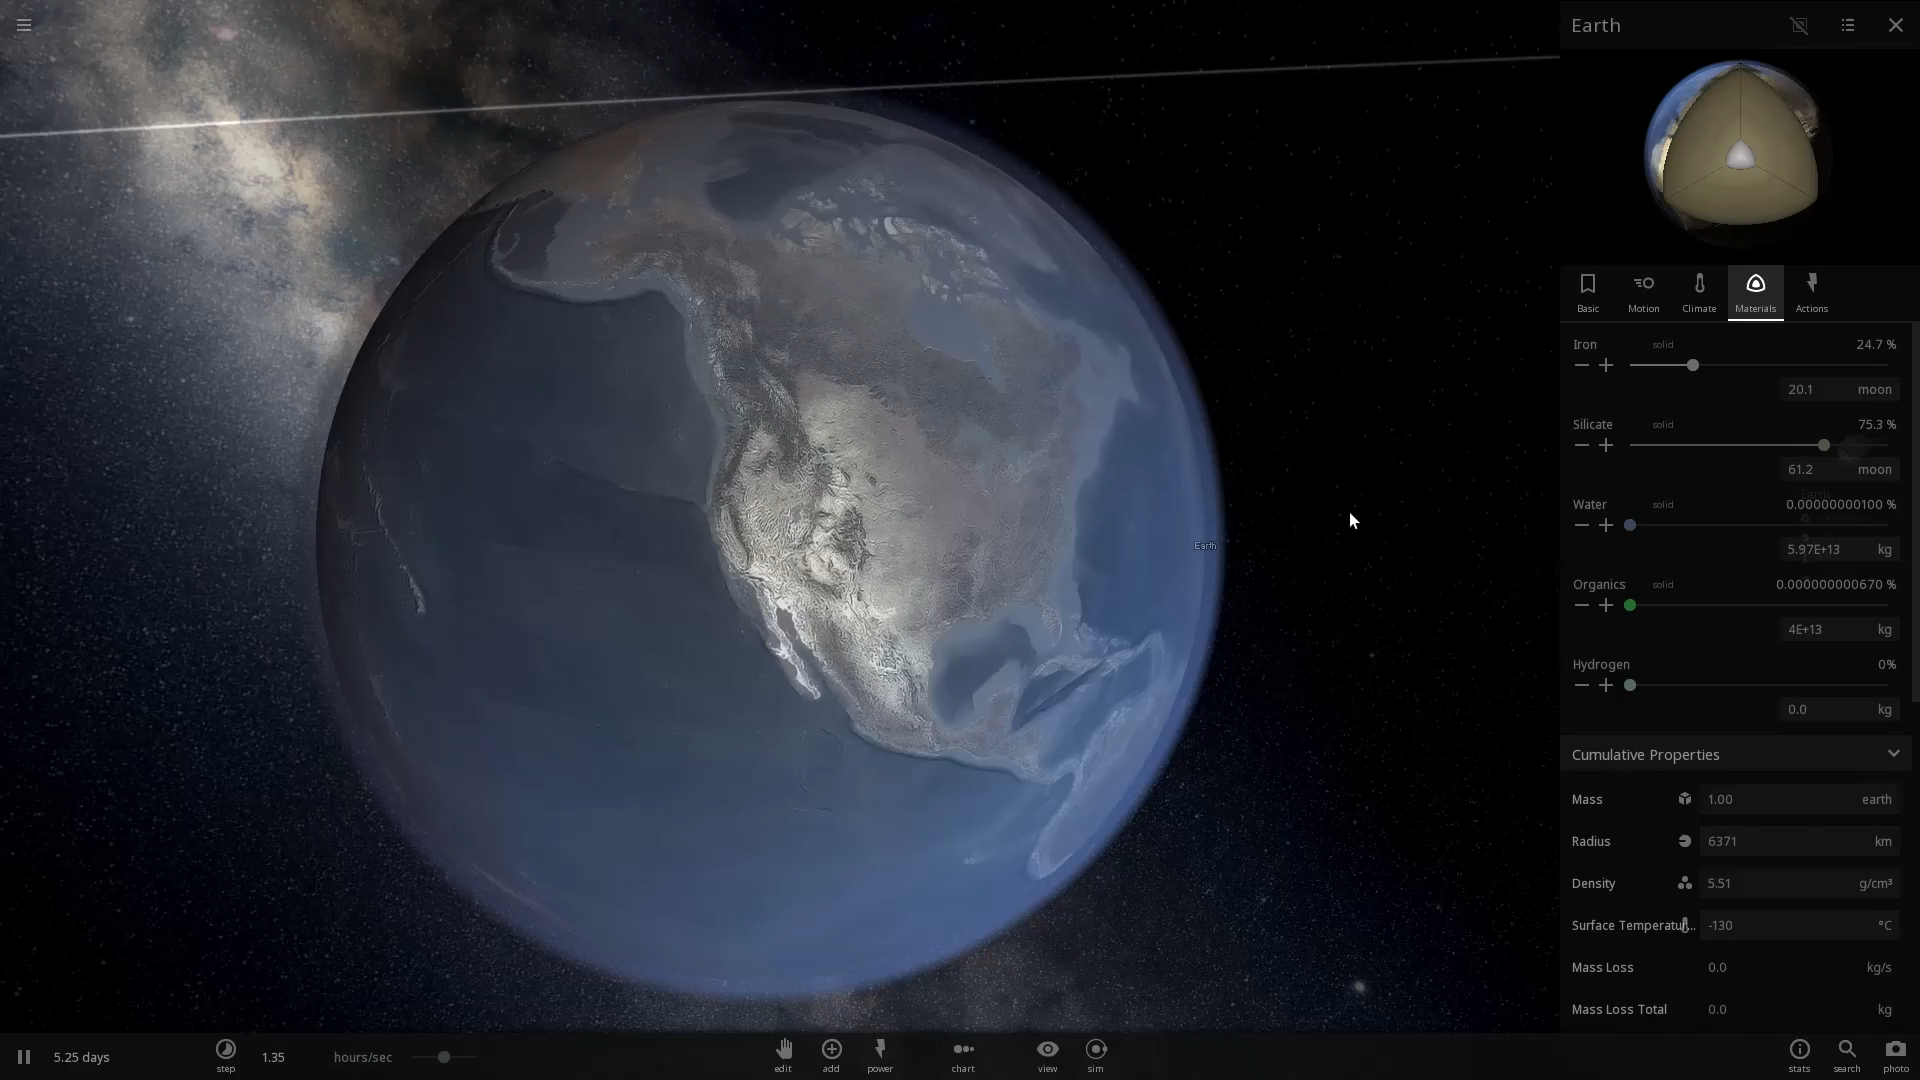 Earth
Basic
Motion
Climate
Materials
Actions
Iron solid 24.7 %
20.1 moon
Silicate solid 75.3 %
61.2 moon
Water solid 0.00000000100 %
5.97E+13 kg
Organics solid 0.000000000670 %
4E+13 kg
Hydrogen 0%
0.0 kg
Cumulative Properties
Mass 1.00 earth
Radius 6371 km
Density 5.51 g/cm³
Surface Temperatur... -130 °C
Mass Loss 0.0 kg/s
Mass Loss Total 0.0 kg
Earth
5.25 days
step
1.35 hours/sec
edit
add
power
chart
view
sim
stats
search
photo